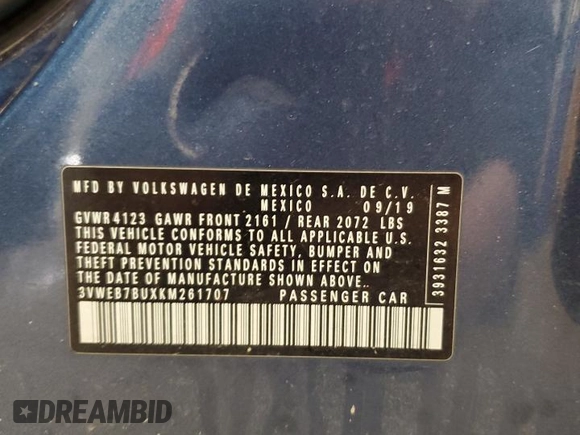 MFD BY VOLKSWAGEN DE MEXICO S.A. DE C.V.
MEXICO 09/19
GVWR 4123 GAWR FRONT 2161 / REAR 2072 LBS
THIS VEHICLE CONFORMS TO ALL APPLICABLE U.S.
FEDERAL MOTOR VEHICLE SAFETY, BUMPER AND
THEFT PREVENTION STANDARDS IN EFFECT ON
THE DATE OF MANUFACTURE SHOWN ABOVE..
3VWEB7BUXKM261707 PASSENGER CAR
3931632 3387 M
DREAMBID